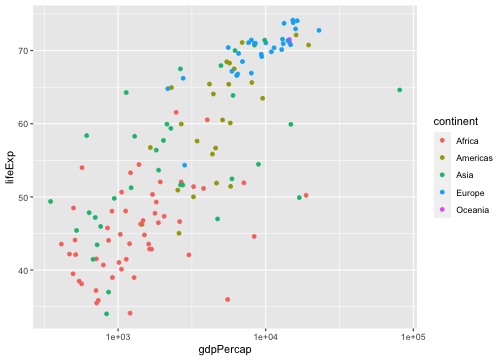 70
60
50
40
lifeExp
1e+03
1e+04
1e+05
gdpPercap
continent
Africa
Americas
Asia
Europe
Oceania